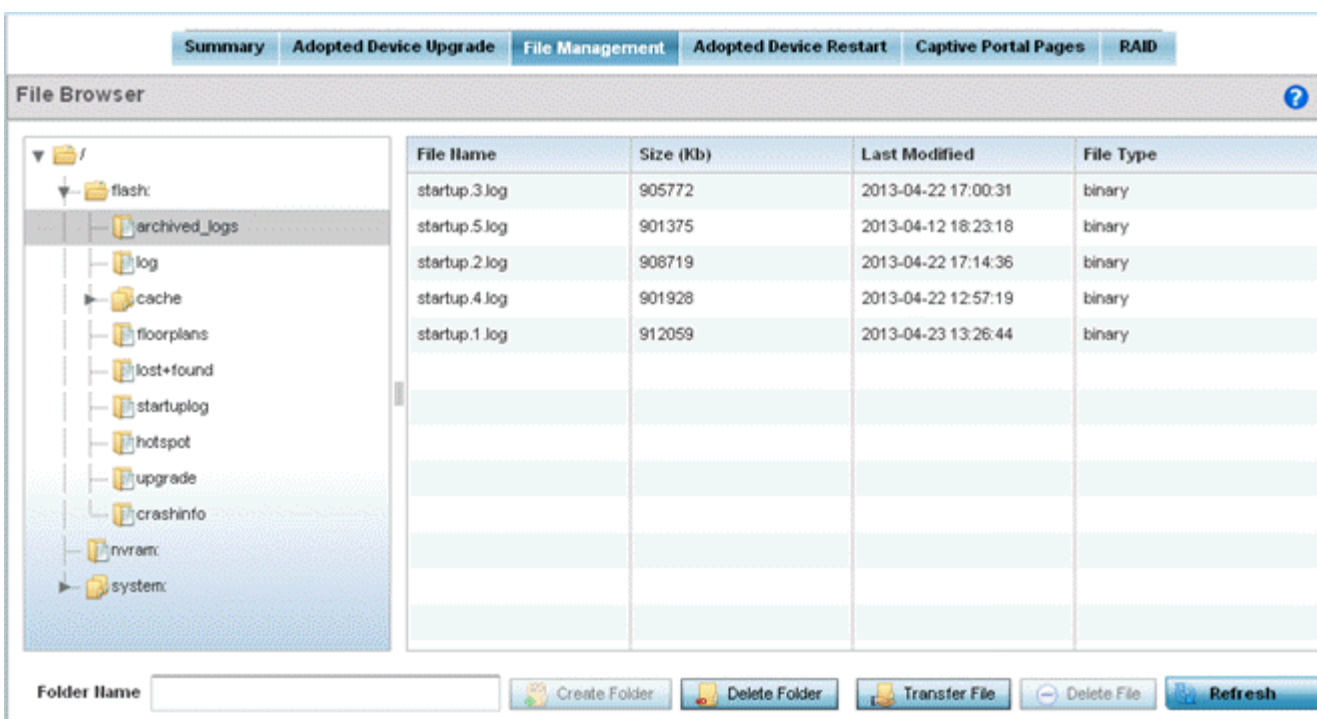 Summary Adopted Device Upgrade File Management Adopted Device Restart Captive Portal Pages RAID
File Browser ?
/
flash:
archived_logs
log
cache
floorplans
lost+found
startuplog
hotspot
upgrade
crashinfo
nvram:
system:
File Name Size (Kb) Last Modified File Type
startup.3.log 905772 2013-04-22 17:00:31 binary
startup.5.log 901375 2013-04-12 18:23:18 binary
startup.2.log 908719 2013-04-22 17:14:36 binary
startup.4.log 901928 2013-04-22 12:57:19 binary
startup.1.log 912059 2013-04-23 13:26:44 binary
Folder Name Create Folder Delete Folder Transfer File Delete File Refresh